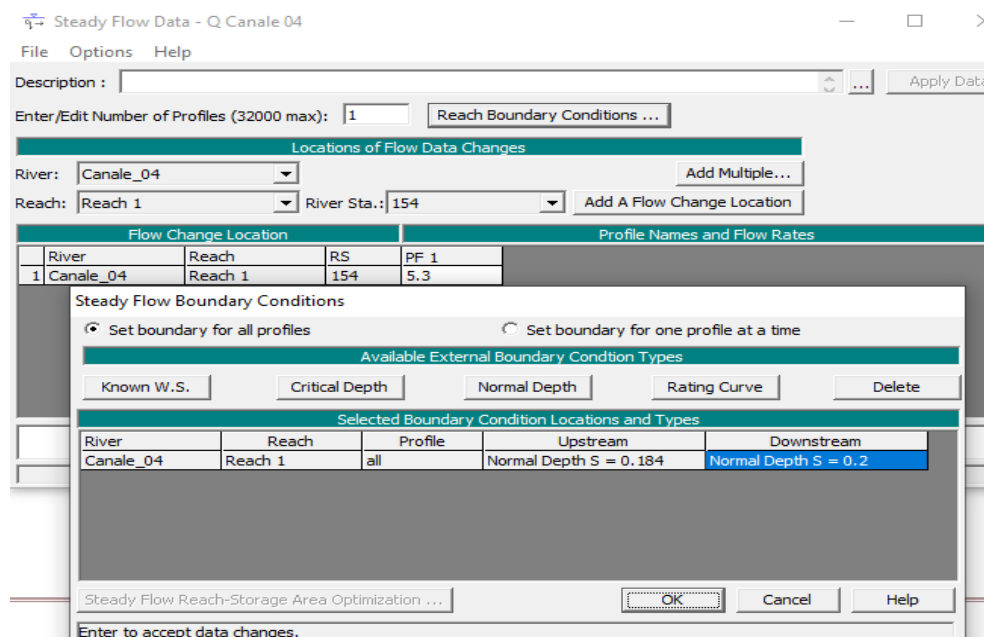 Steady Flow Data - Q Canale 04
File Options Help
Description :
... Apply Data
Enter/Edit Number of Profiles (32000 max): 1 Reach Boundary Conditions ...
Locations of Flow Data Changes
River: Canale_04 Add Multiple...
Reach: Reach 1 River Sta.: 154 Add A Flow Change Location
Flow Change Location Profile Names and Flow Rates
River Reach RS PF 1
1 Canale_04 Reach 1 154 5.3
Steady Flow Boundary Conditions
Set boundary for all profiles Set boundary for one profile at a time
Available External Boundary Condtion Types
Known W.S. Critical Depth Normal Depth Rating Curve Delete
Selected Boundary Condition Locations and Types
River Reach Profile Upstream Downstream
Canale_04 Reach 1 all Normal Depth S = 0.184 Normal Depth S = 0.2
Steady Flow Reach-Storage Area Optimization ... OK Cancel Help
Enter to accept data changes.